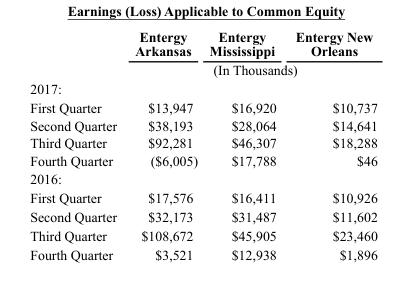 Earnings (Loss) Applicable to Common Equity
Entergy Arkansas Entergy Mississippi Entergy New Orleans
(In Thousands)
2017:
First Quarter $13,947 $16,920 $10,737
Second Quarter $38,193 $28,064 $14,641
Third Quarter $92,281 $46,307 $18,288
Fourth Quarter ($6,005) $17,788 $46
2016:
First Quarter $17,576 $16,411 $10,926
Second Quarter $32,173 $31,487 $11,602
Third Quarter $108,672 $45,905 $23,460
Fourth Quarter $3,521 $12,938 $1,896